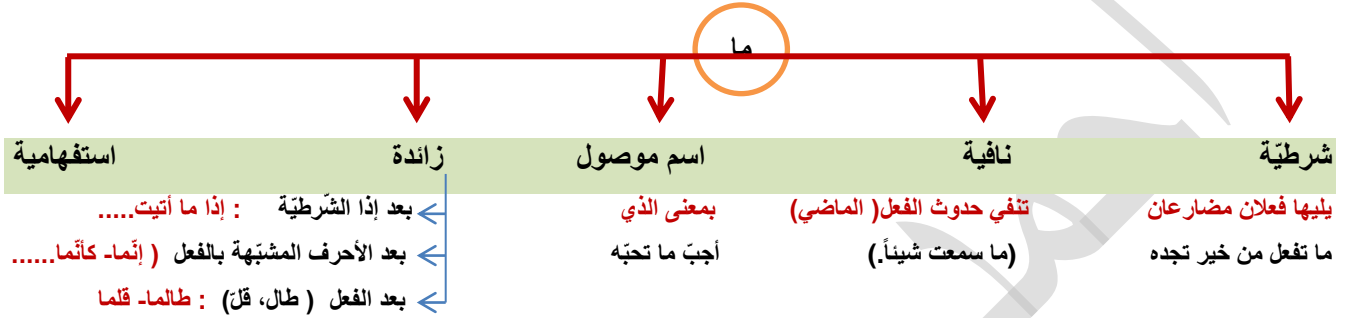 ما
شرطيّة نافية اسم موصول زائدة استفهامية
يليها فعلان مضارعان تنفي حدوث الفعل( الماضي) بمعنى الذي بعد إذا الشّرطيّة : إذا ما أتيت.....
ما تفعل من خير تجده (ما سمعت شيئاً.) أجبّ ما تحبّه بعد الأحرف المشبّهة بالفعل ( إنّما- كأنّما......
بعد الفعل ( طال، قلّ) : طالما- قلما